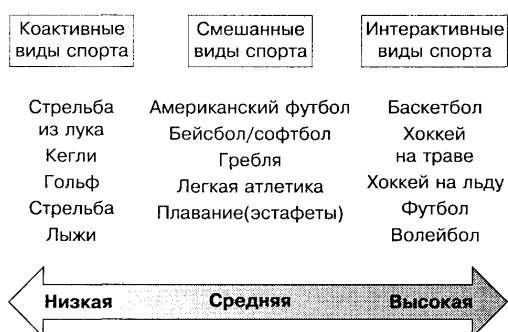 Коактивные
виды спорта
Смешанные
виды спорта
Интерактивные
виды спорта
Стрельба
из лука
Кегли
Гольф
Стрельба
Лыжи
Американский футбол
Бейсбол/софтбол
Гребля
Легкая атлетика
Плавание(эстафеты)
Баскетбол
Хоккей
на траве
Хоккей на льду
Футбол
Волейбол
Низкая
Средняя
Высокая